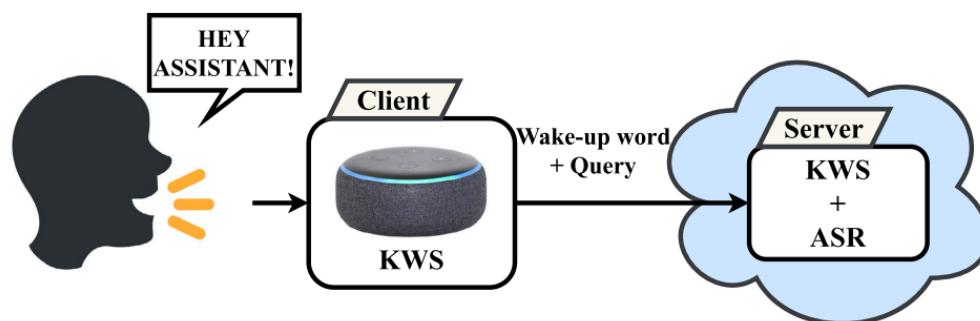 HEY
ASSISTANT!
Client
KWS
Wake-up word
+ Query
Server
KWS
+
ASR